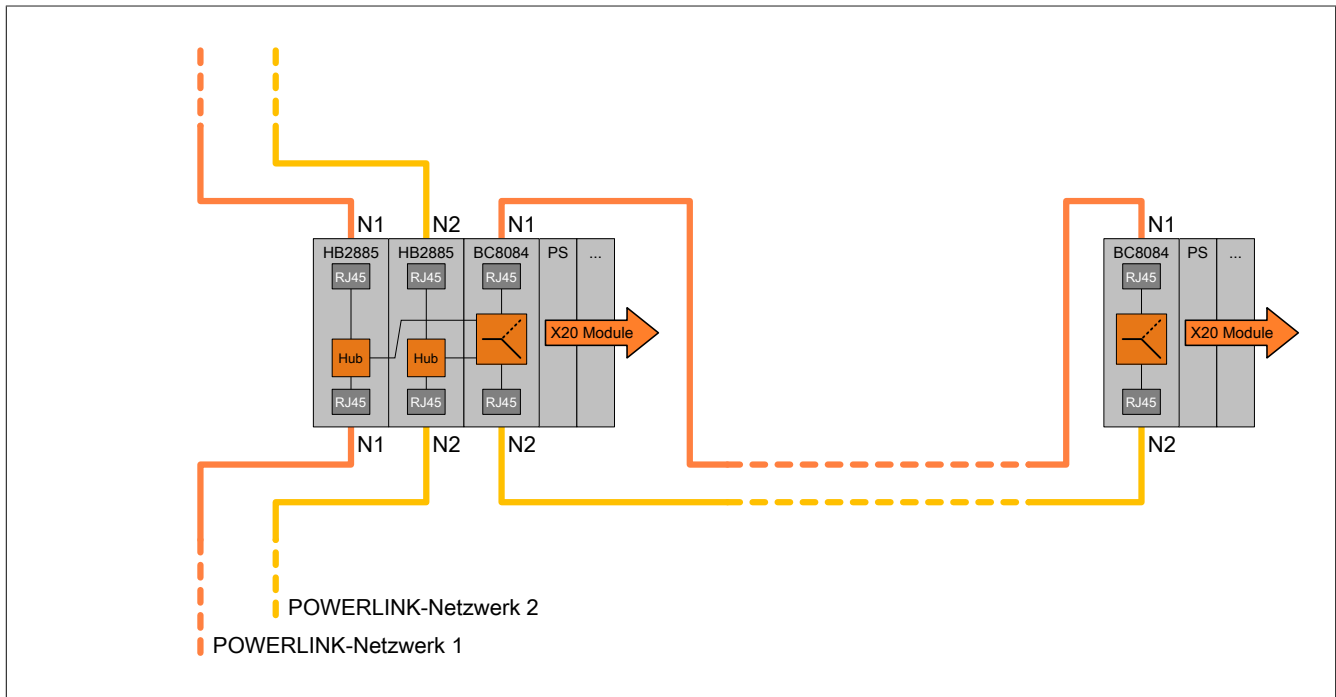 N1 N2 N1 N1
HB2885 HB2885 BC8084 PS ... BC8084 PS ...
RJ45 RJ45 RJ45 RJ45
X20 Module X20 Module
Hub Hub
RJ45 RJ45 RJ45 RJ45
N1 N2 N2 N2
POWERLINK-Netzwerk 2
POWERLINK-Netzwerk 1